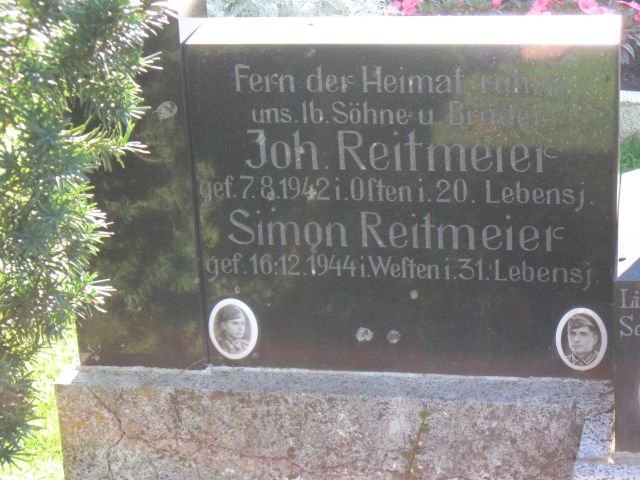 Fern der Heimat ruhen
uns. lb. Söhne u. Brüder
Joh. Reitmeier
gef. 7.8.1942 i. Osten i. 20. Lebensj.
Simon Reitmeier
gef. 16.12.1944 i. Westen i. 31. Lebensj.